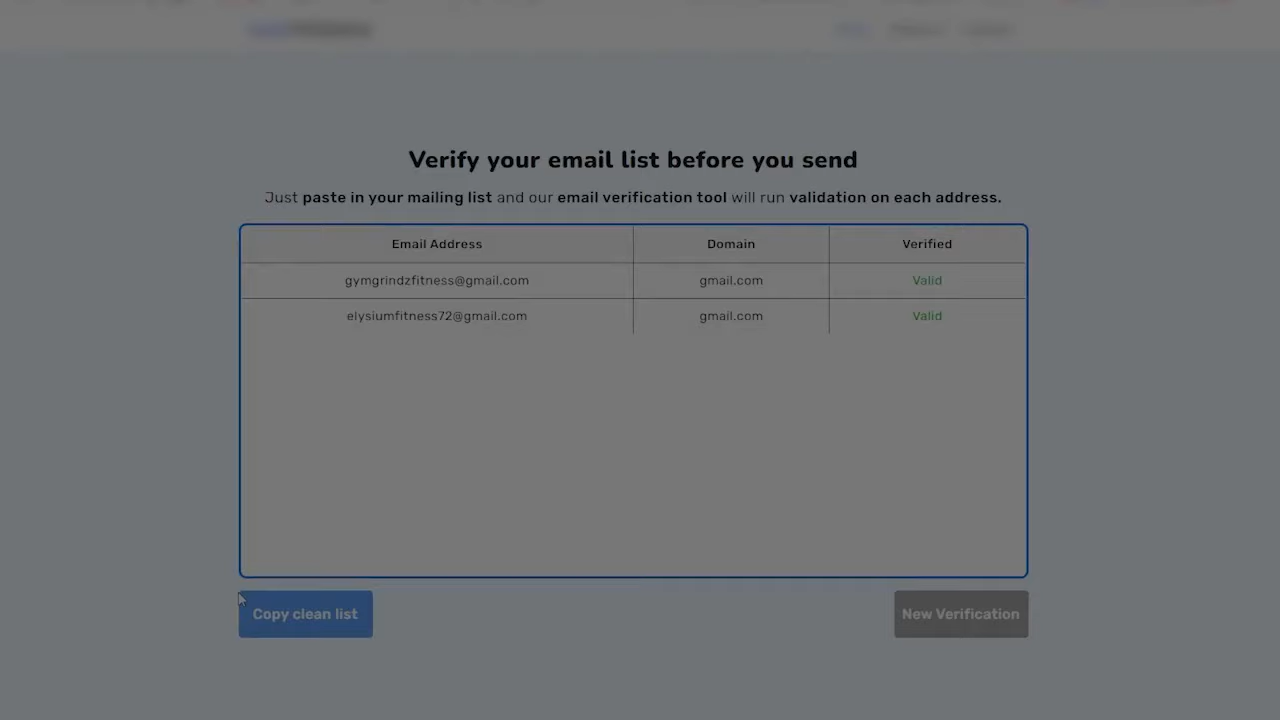 Verify your email list before you send
Just paste in your mailing list and our email verification tool will run validation on each address.
Email Address Domain Verified
gymgrindzfitness@gmail.com gmail.com Valid
elysiumfitness72@gmail.com gmail.com Valid
Copy clean list New Verification